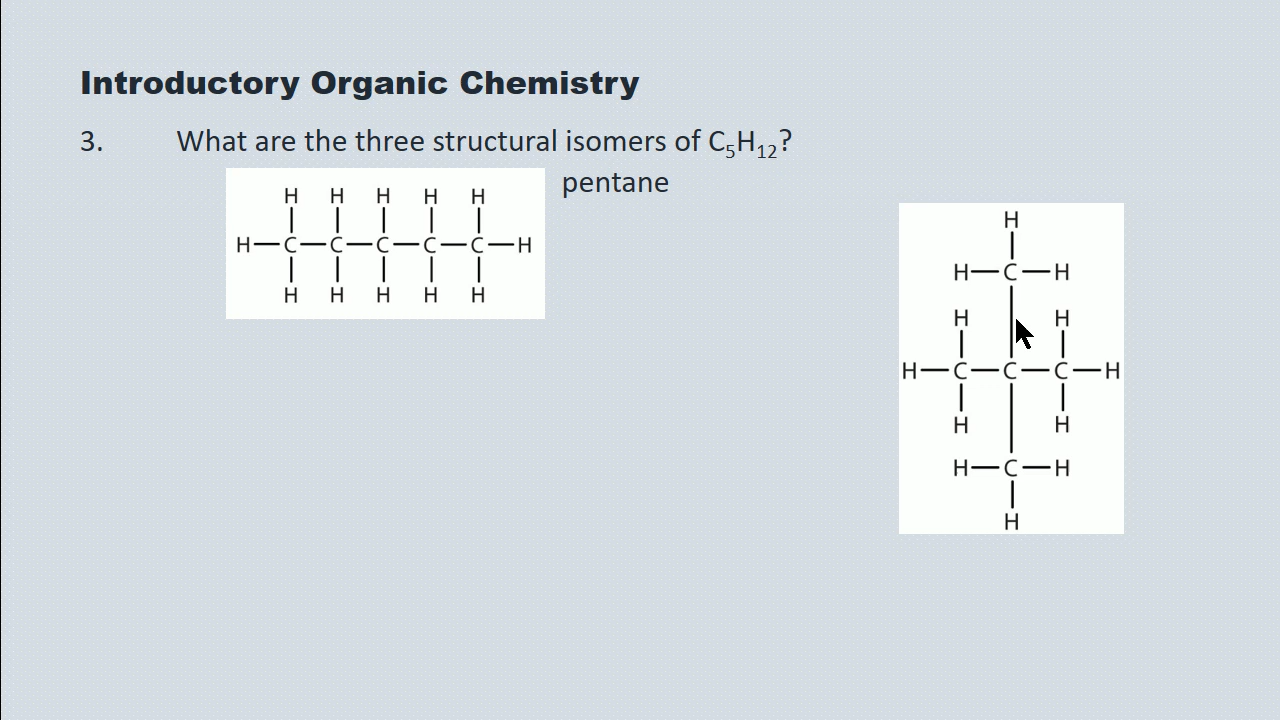 Introductory Organic Chemistry
3. What are the three structural isomers of C₅H₁₂?
pentane
H H H H H
H C C C C C H
H H H H H
H
H C H
H H
H C C C H
H H
H C H
H